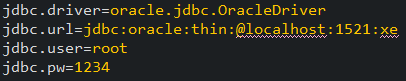 jdbc.driver=oracle.jdbc.OracleDriver
jdbc.url=jdbc:oracle:thin:@localhost:1521:xe
jdbc.user=root
jdbc.pw=1234